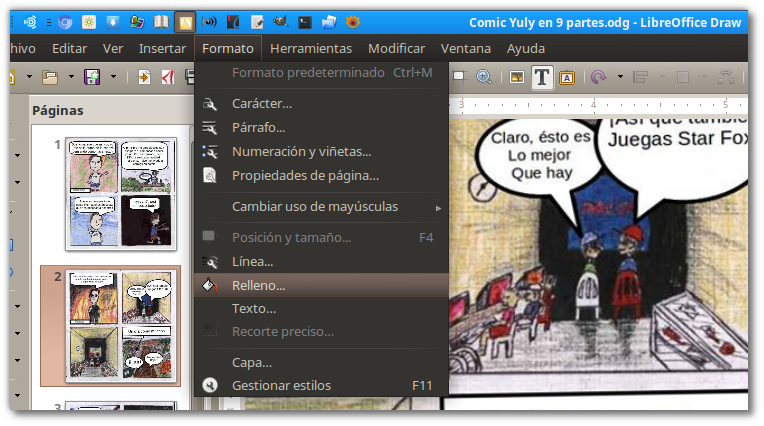 Comic Yuly en 9 partes.odg - LibreOffice Draw
hivo Editar Ver Insertar Formato Herramientas Modificar Ventana Ayuda
Formato predeterminado Ctrl+M
Carácter...
Párrafo...
Numeración y viñetas...
Propiedades de página...
Cambiar uso de mayúsculas
Posición y tamaño... F4
Línea...
Relleno...
Texto...
Recorte preciso...
Capa...
Gestionar estilos F11
Páginas
1
2
3
3 4 5
Claro, ésto es
Lo mejor
Que hay
¡Así que tambié
Juegas Star Fox